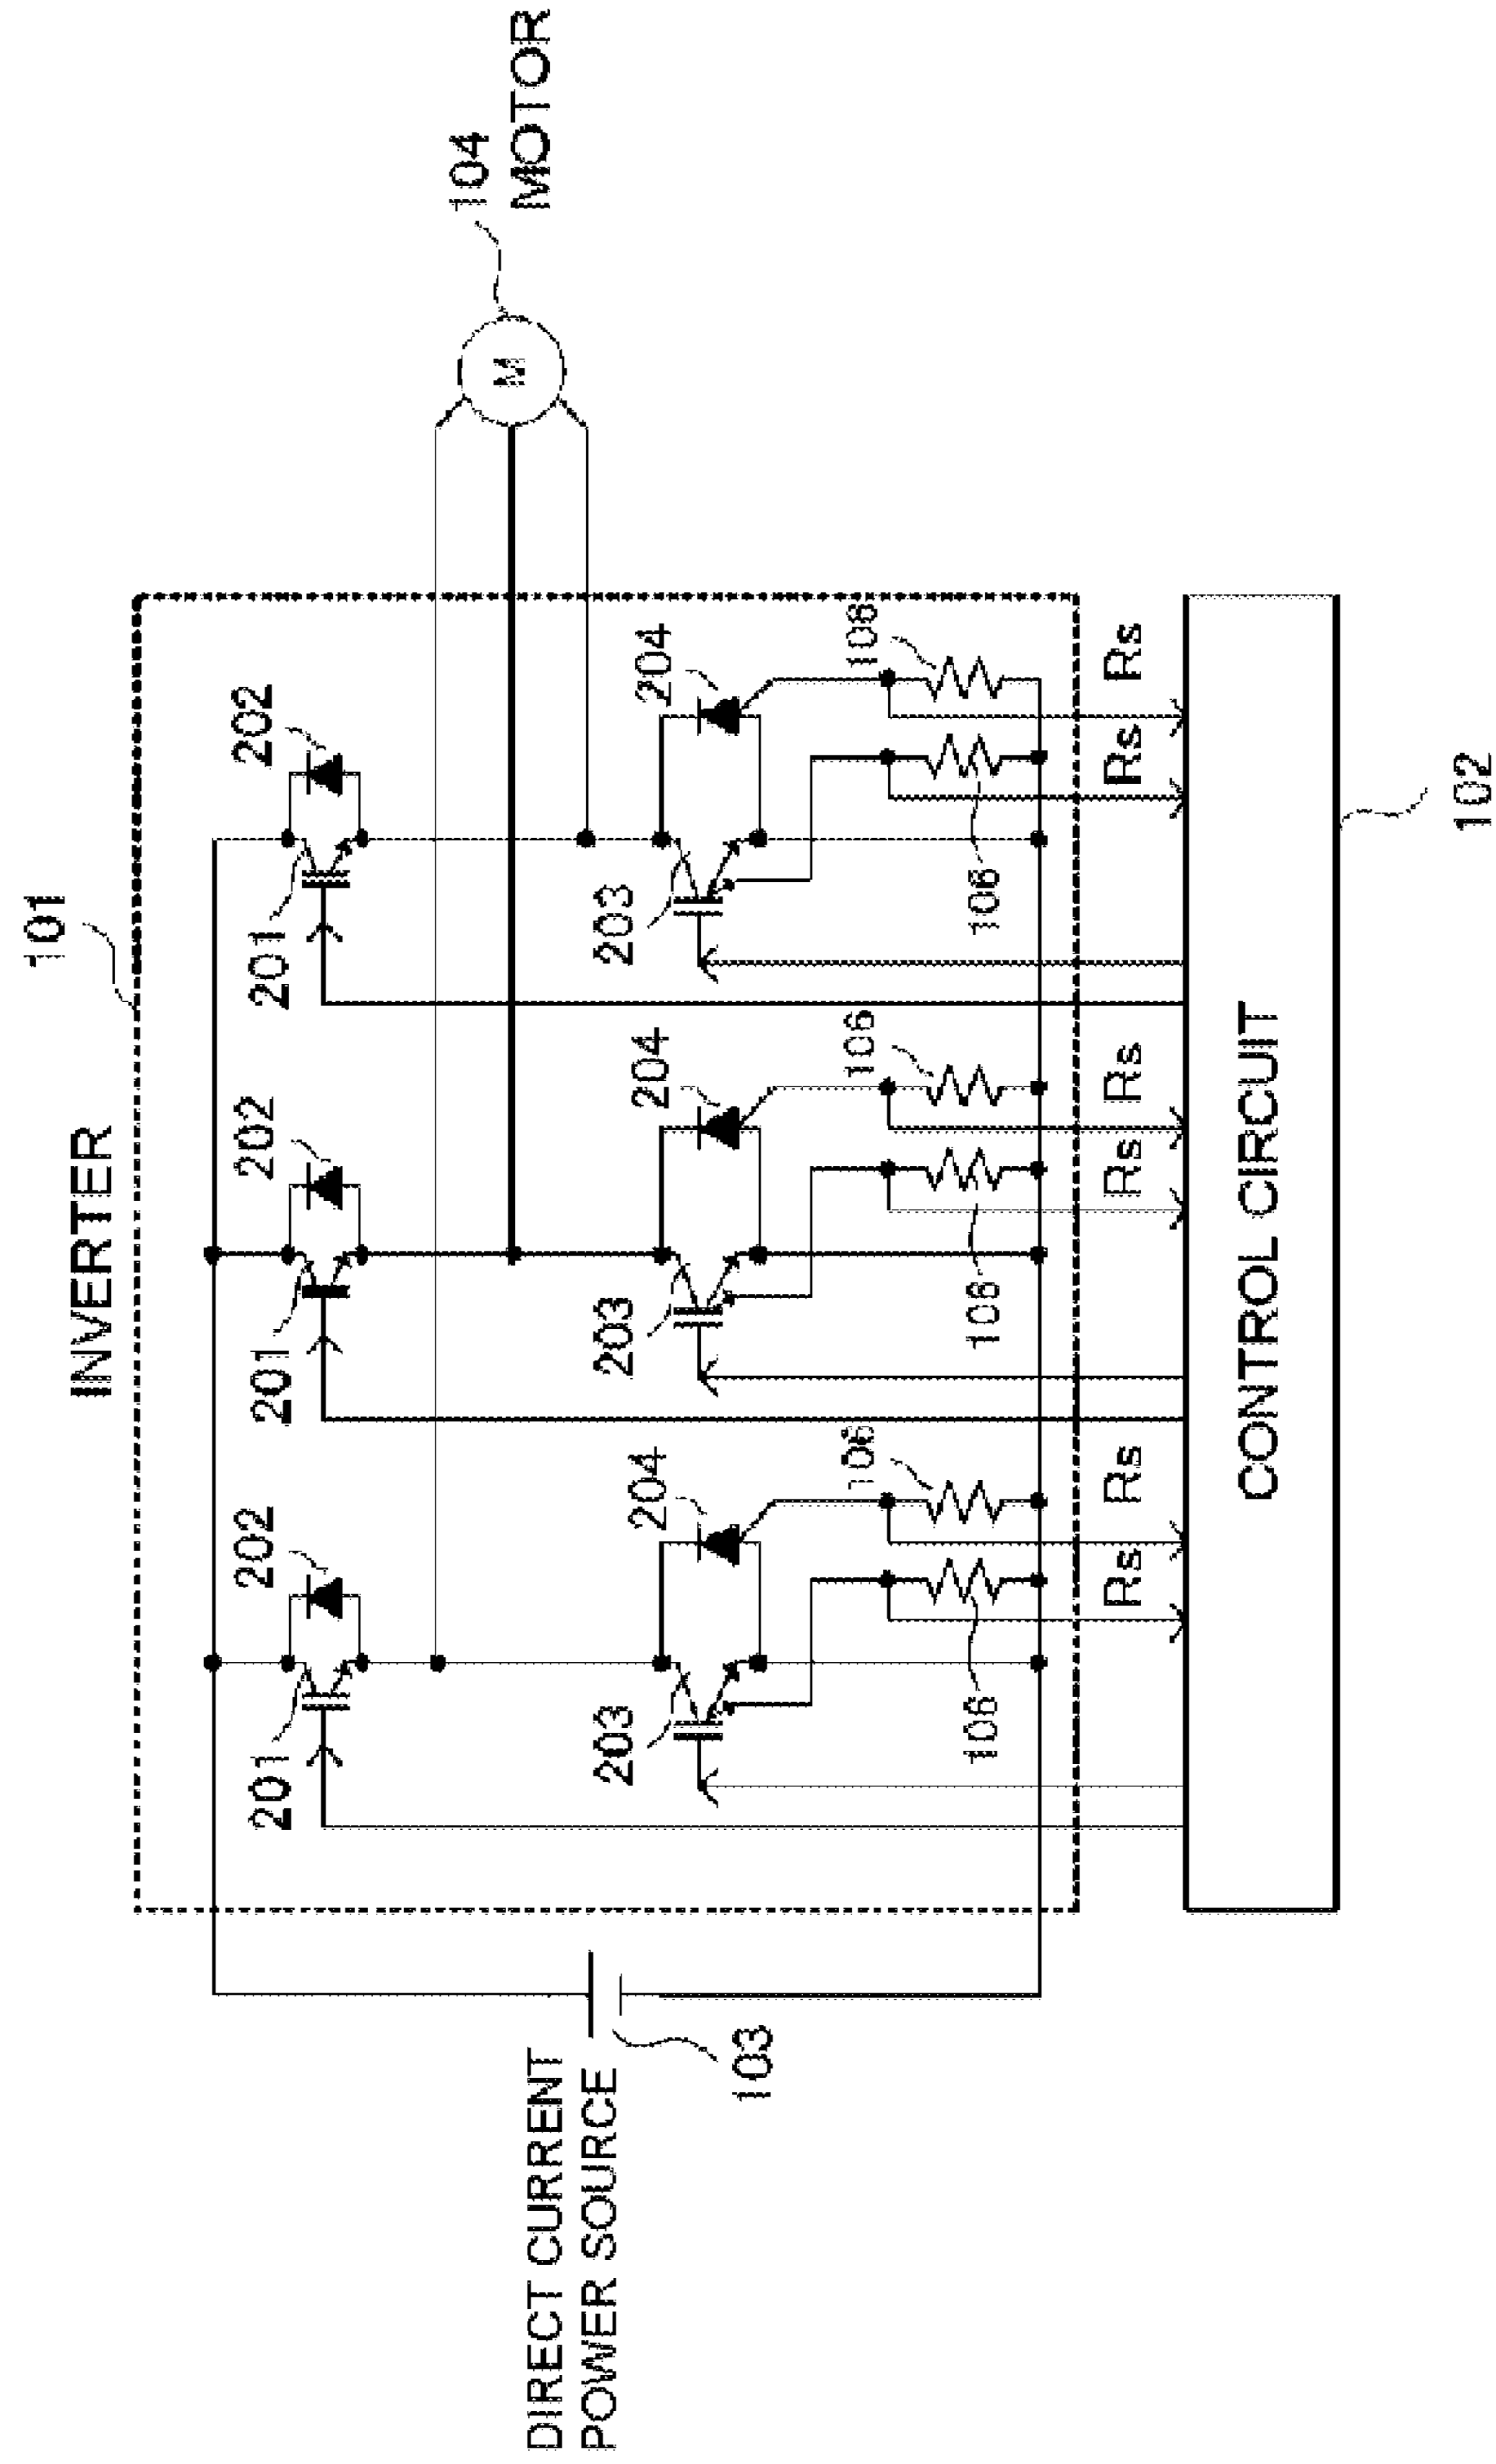 101
INVERTER
202
202
202
201
201
201
104
MOTOR
M
DIRECT CURRENT
POWER SOURCE
103
203
204
203
204
203
204
106
106
106
106
106
106
Rs
Rs
Rs
Rs
Rs
Rs
CONTROL CIRCUIT
102